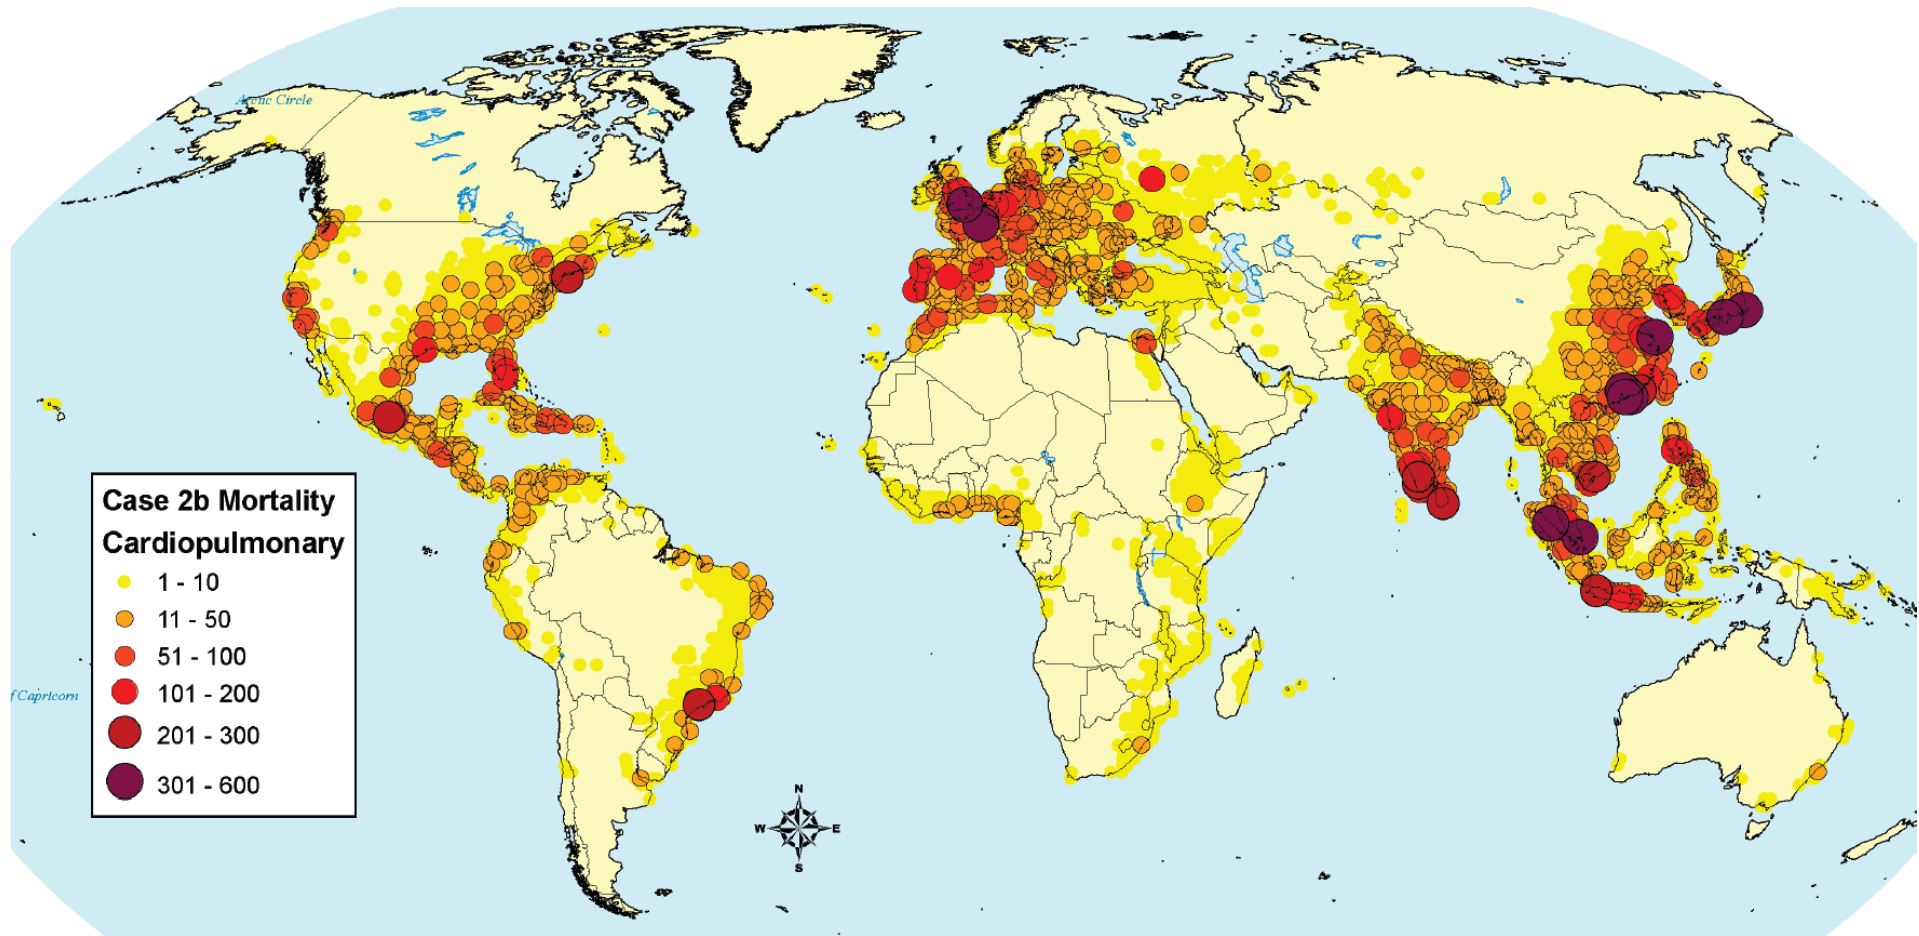 Arctic Circle
Case 2b Mortality
Cardiopulmonary
1 - 10
11 - 50
51 - 100
101 - 200
201 - 300
301 - 600
f Capricorn
N
W E
S